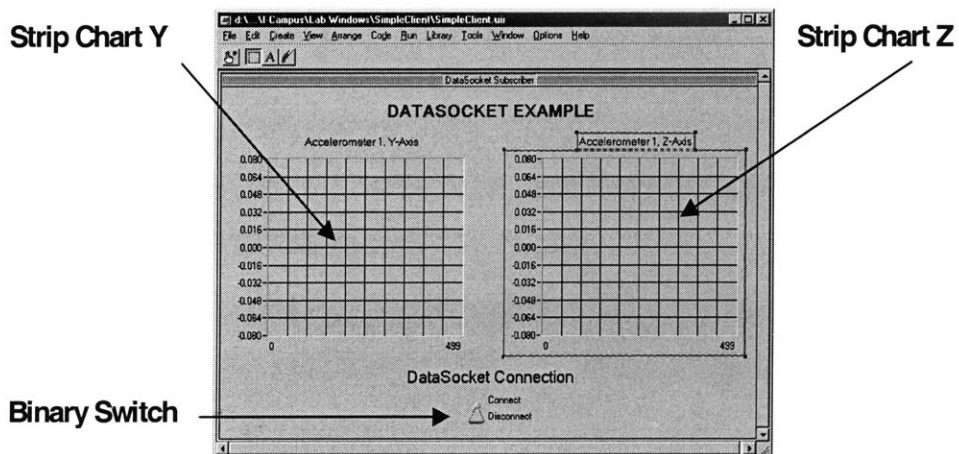 d:\...\I-Campus\Lab Windows\SimpleClient\SimpleClient.uir
File Edit Create View Arrange Code Run Library Tools Window Options Help
A
DataSocket Subscriber
Strip Chart Y
Strip Chart Z
DATASOCKET EXAMPLE
Accelerometer 1, Y-Axis
0.080
0.064
0.048
0.032
0.016
0.000
-0.016
-0.032
-0.048
-0.064
-0.080
0 499
Accelerometer 1, Z-Axis
0.080
0.064
0.048
0.032
0.016
0.000
-0.016
-0.032
-0.048
-0.064
-0.080
0 499
DataSocket Connection
Connect
Disconnect
Binary Switch